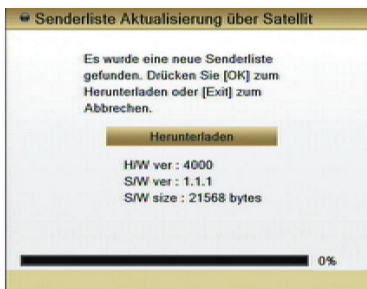 Senderliste Aktualisierung über Satellit
Es wurde eine neue Senderliste
gefunden. Drücken Sie [OK] zum
Herunterladen oder [Exit] zum
Abbrechen.
Herunterladen
H/W ver : 4000
S/W ver : 1.1.1
S/W size : 21568 bytes
0%